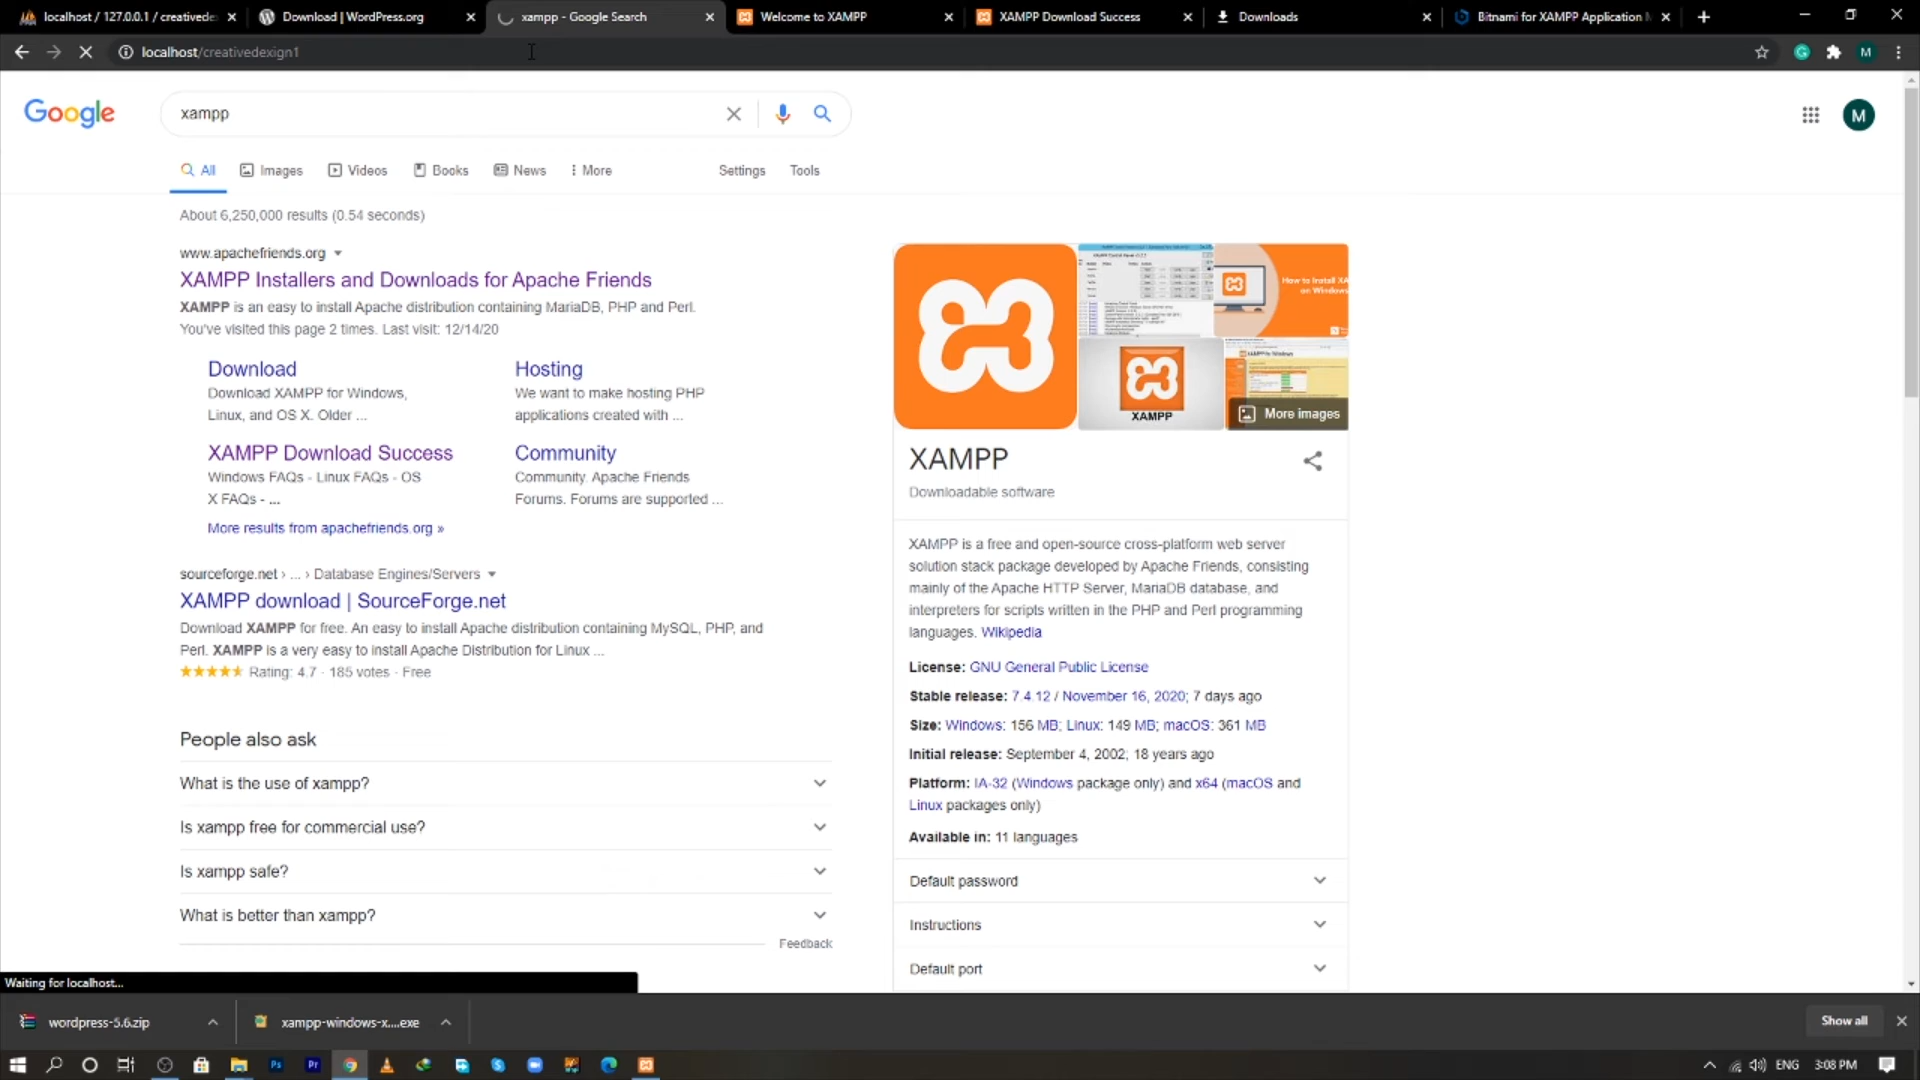 localhost / 127.0.0.1 / creativede
Download | WordPress.org
xampp - Google Search
Welcome to XAMPP
XAMPP Download Success
Downloads
Bitnami for XAMPP Application
localhost/creativedexign1
M
Google
xampp
M
All
Images
Videos
Books
News
More
Settings
Tools
About 6,250,000 results (0.54 seconds)
www.apachefriends.org
XAMPP Installers and Downloads for Apache Friends
XAMPP is an easy to install Apache distribution containing MariaDB, PHP and Perl.
You've visited this page 2 times. Last visit: 12/14/20
Download
Download XAMPP for Windows,
Linux, and OS X. Older ...
Hosting
We want to make hosting PHP
applications created with ...
XAMPP Download Success
Windows FAQs - Linux FAQs - OS
X FAQs - ...
Community
Community. Apache Friends
Forums. Forums are supported ...
More results from apachefriends.org »
sourceforge.net › ... › Database Engines/Servers
XAMPP download | SourceForge.net
Download XAMPP for free. An easy to install Apache distribution containing MySQL, PHP, and
Perl. XAMPP is a very easy to install Apache Distribution for Linux ...
Rating: 4.7 · 185 votes · Free
People also ask
What is the use of xampp?
Is xampp free for commercial use?
Is xampp safe?
What is better than xampp?
Feedback
How to Install XA
on Windows
XAMPP
More images
XAMPP
Downloadable software
XAMPP is a free and open-source cross-platform web server
solution stack package developed by Apache Friends, consisting
mainly of the Apache HTTP Server, MariaDB database, and
interpreters for scripts written in the PHP and Perl programming
languages. Wikipedia
License: GNU General Public License
Stable release: 7.4.12 / November 16, 2020; 7 days ago
Size: Windows: 156 MB; Linux: 149 MB; macOS: 361 MB
Initial release: September 4, 2002; 18 years ago
Platform: IA-32 (Windows package only) and x64 (macOS and
Linux packages only)
Available in: 11 languages
Default password
Instructions
Default port
Waiting for localhost...
wordpress-5.6.zip
xampp-windows-x....exe
Show all
Ps
Pr
ENG
3:08 PM